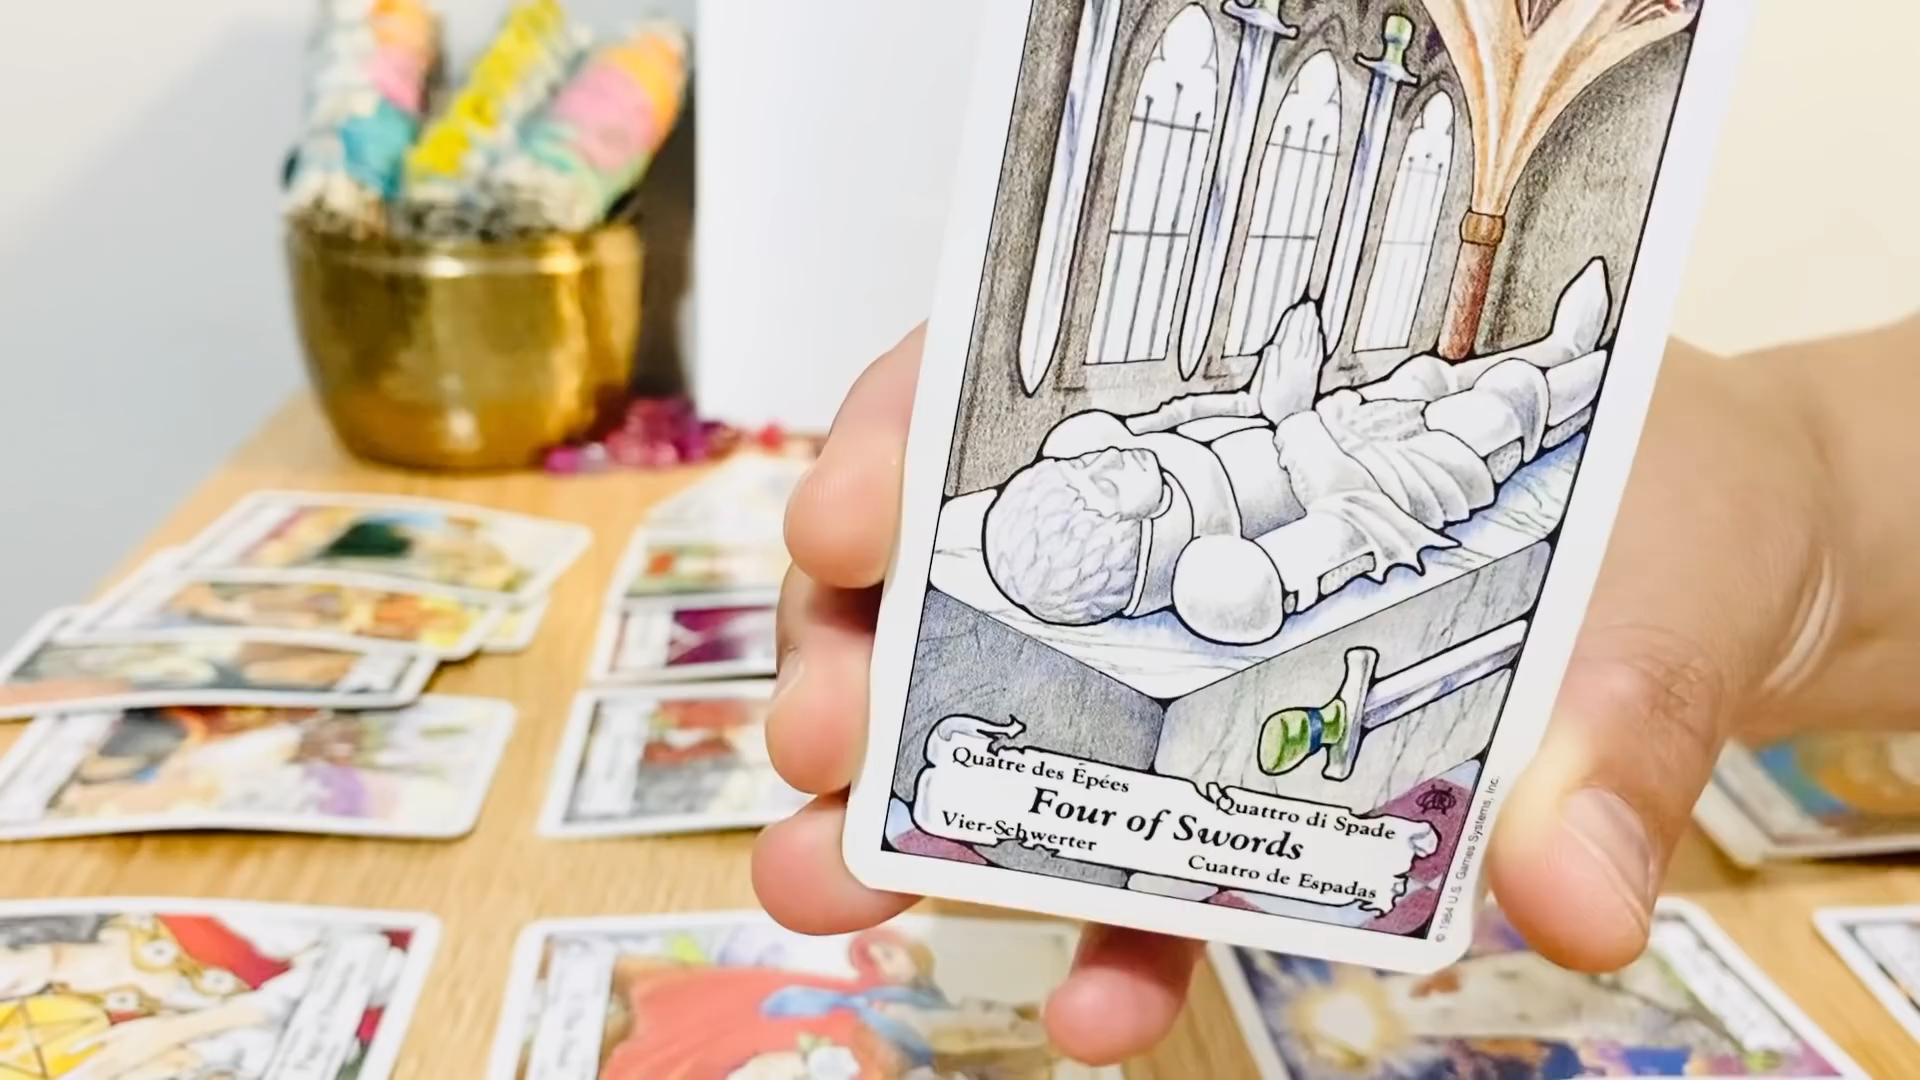 Quatre des Épées
Quattro di Spade
Four of Swords
Vier-Schwerter
Cuatro de Espadas
© 1984 U.S. Games Systems, Inc.